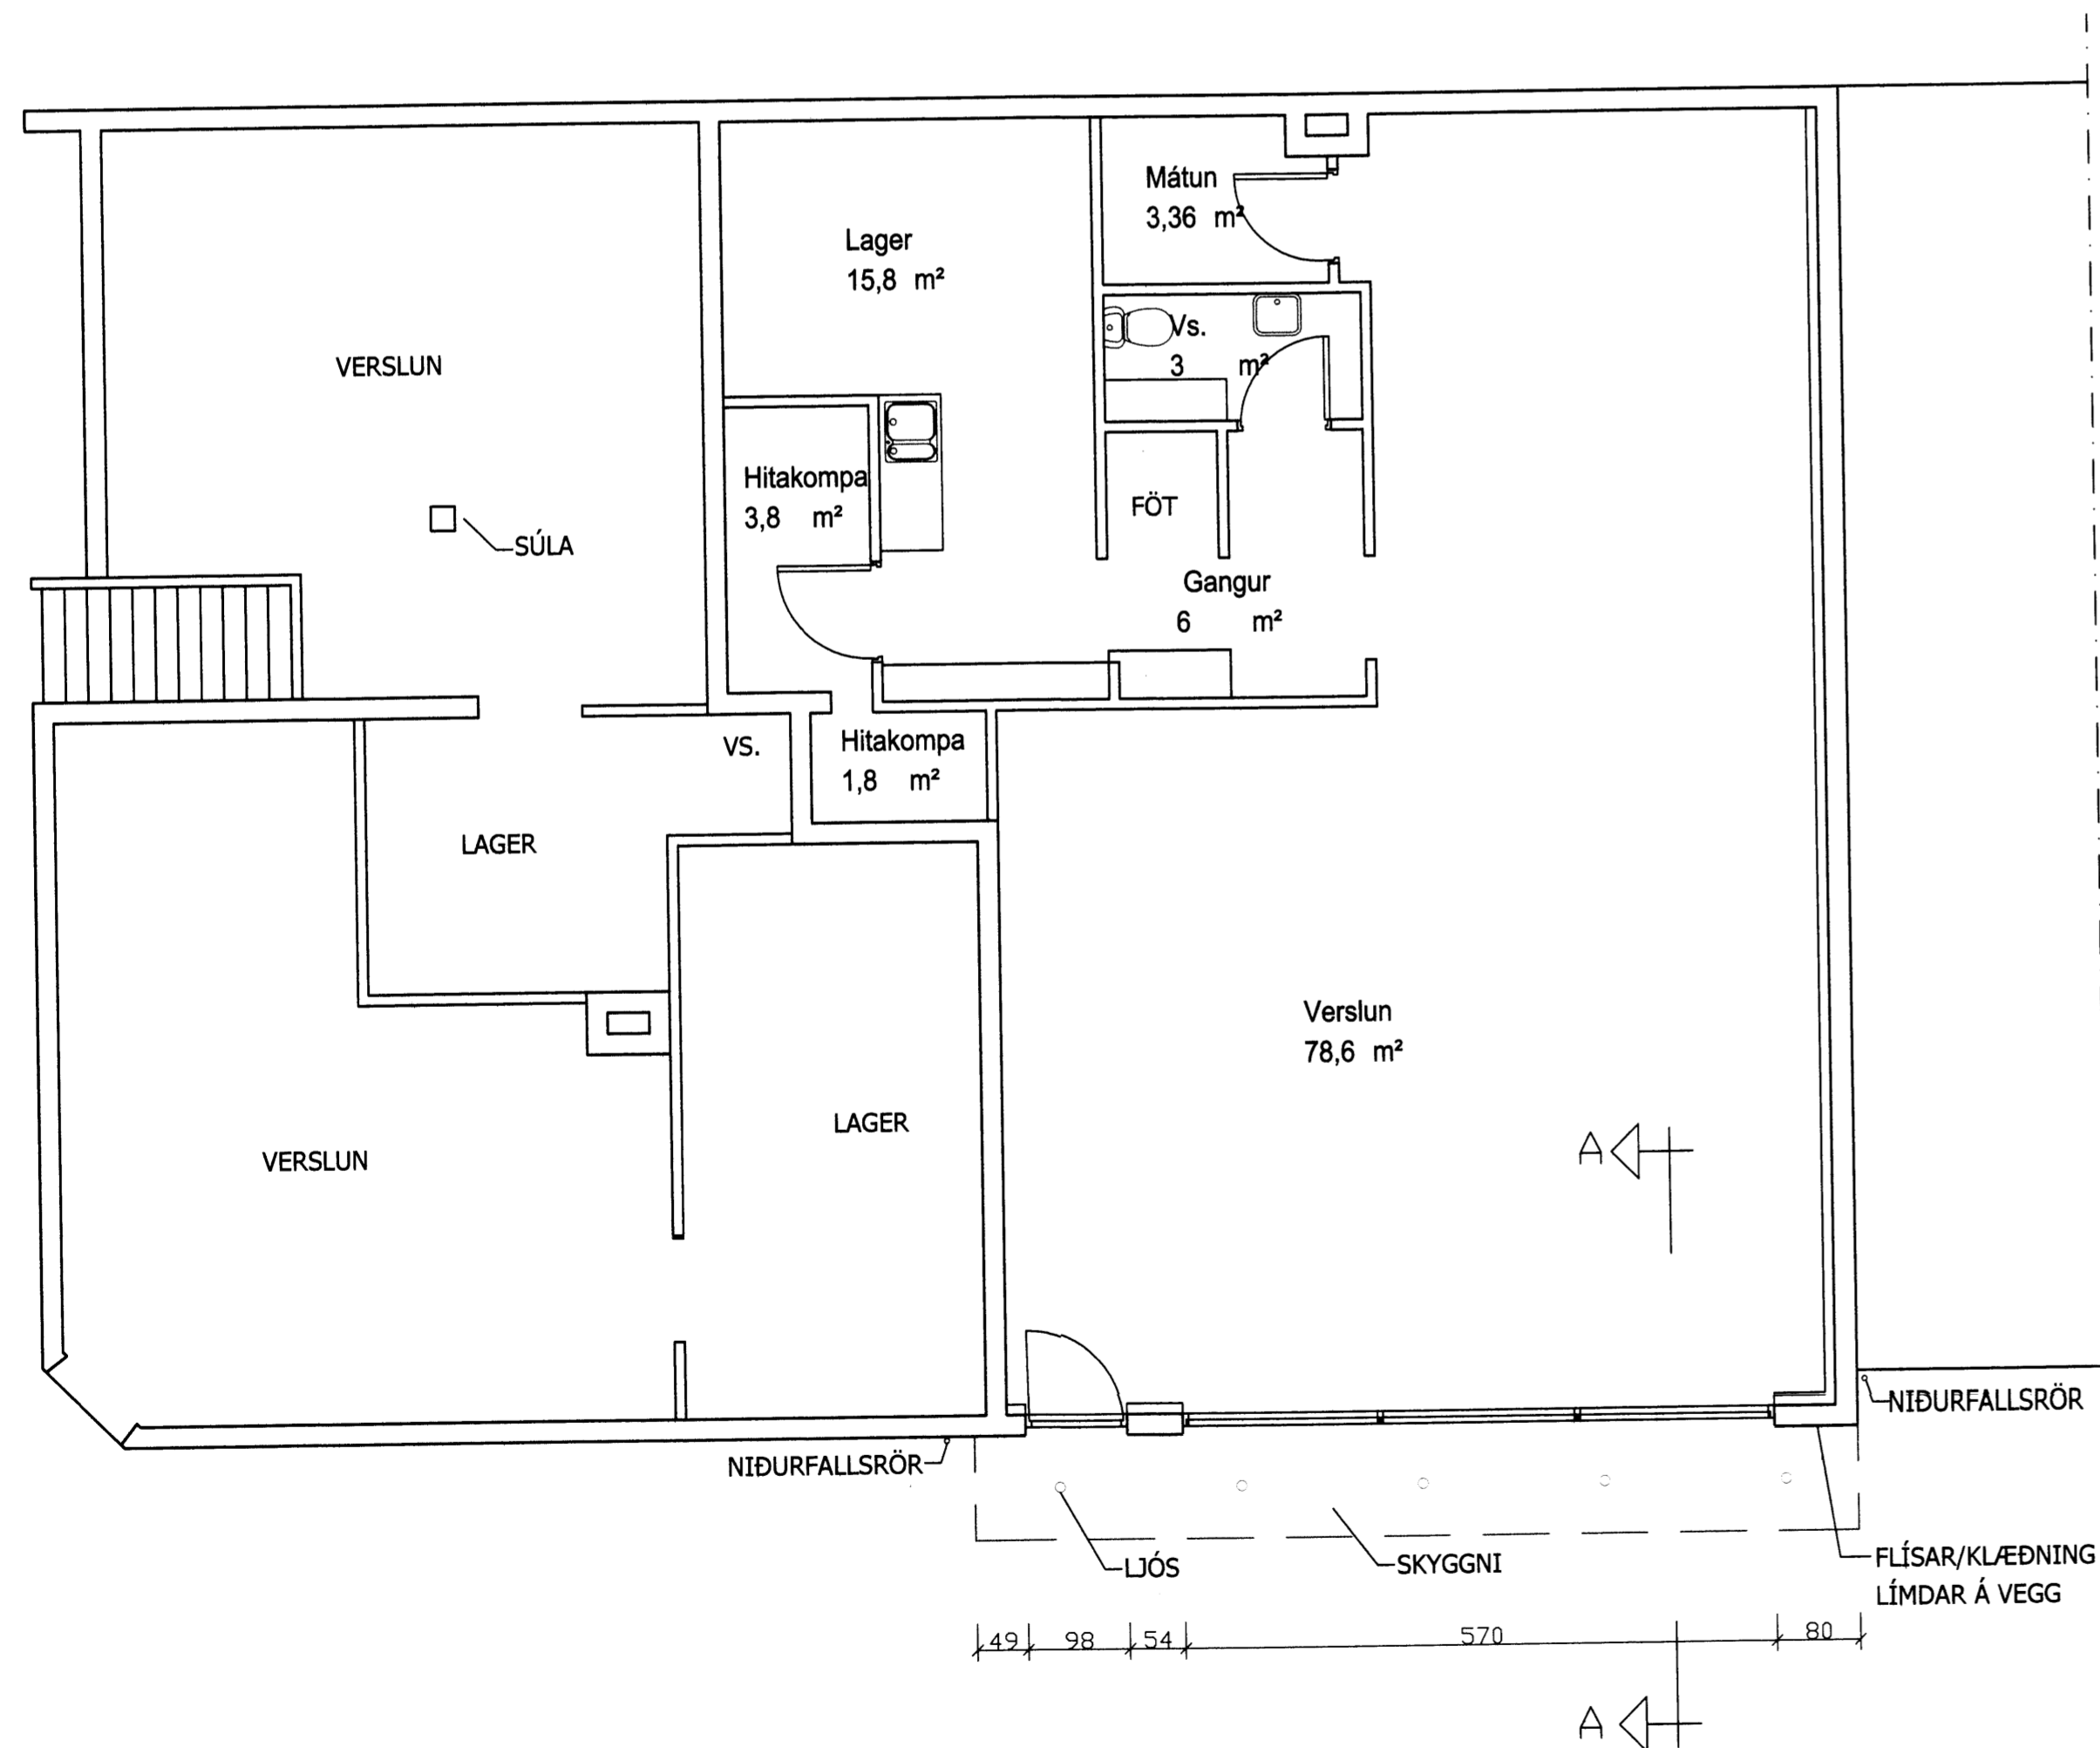 Mátun
3,36 m²
Lager
15,8 m²
Vs.
3 m²
VERSLUN
Hitakompa
3,8 m²
FÖT
SÚLA
Gangur
6 m²
VS.
Hitakompa
1,8 m²
LAGER
Verslun
78,6 m²
LAGER
VERSLUN
A
NIÐURFALLSRÖR
NIÐURFALLSRÖR
LJÓS
SKYGGNI
FLÍSAR/KLÆÐNING
LÍMDAR Á VEGG
49 98 54 570 80
A